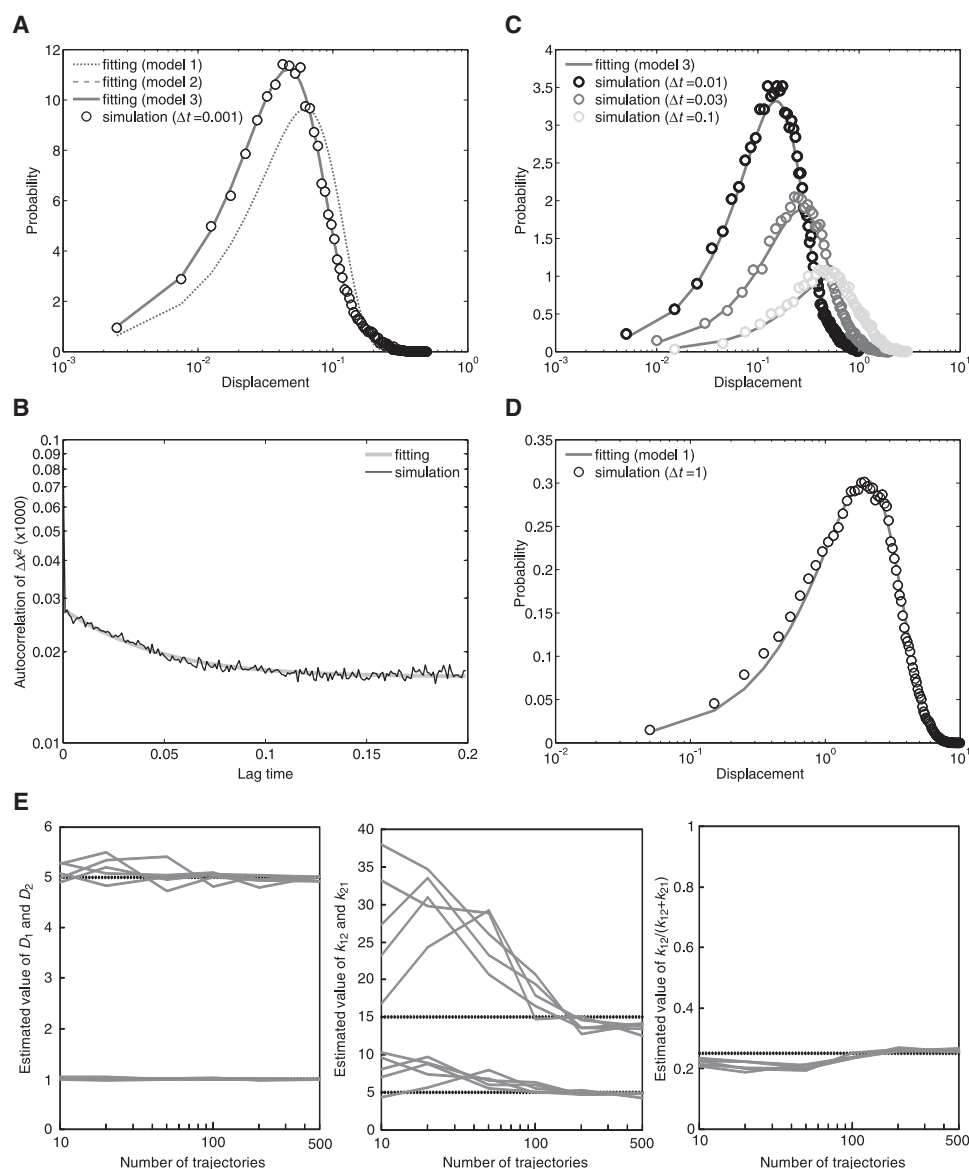 A
12
10
8
6
4
2
0
Probability
fitting (model 1)
fitting (model 2)
fitting (model 3)
simulation (Δt=0.001)
10⁻³
10⁻²
10⁻¹
10⁰
Displacement
C
4
3.5
3
2.5
2
1.5
1
0.5
0
Probability
fitting (model 3)
simulation (Δt=0.01)
simulation (Δt=0.03)
simulation (Δt=0.1)
10⁻³
10⁻²
10⁻¹
10⁰
10¹
Displacement
B
0.1
0.09
0.08
0.07
0.06
0.05
0.04
0.03
0.02
0.01
Autocorrelation of Δx² (x1000)
fitting
simulation
0
0.05
0.1
0.15
0.2
Lag time
D
0.35
0.3
0.25
0.2
0.15
0.1
0.05
0
Probability
fitting (model 1)
simulation (Δt=1)
10⁻²
10⁻¹
10⁰
10¹
Displacement
E
6
5
4
3
2
1
0
Estimated value of D₁ and D₂
10
100
500
Number of trajectories
40
35
30
25
20
15
10
5
0
Estimated value of k₁₂ and k₂₁
10
100
500
Number of trajectories
1
0.8
0.6
0.4
0.2
0
Estimated value of k₁₂/(k₁₂+k₂₁)
10
100
500
Number of trajectories